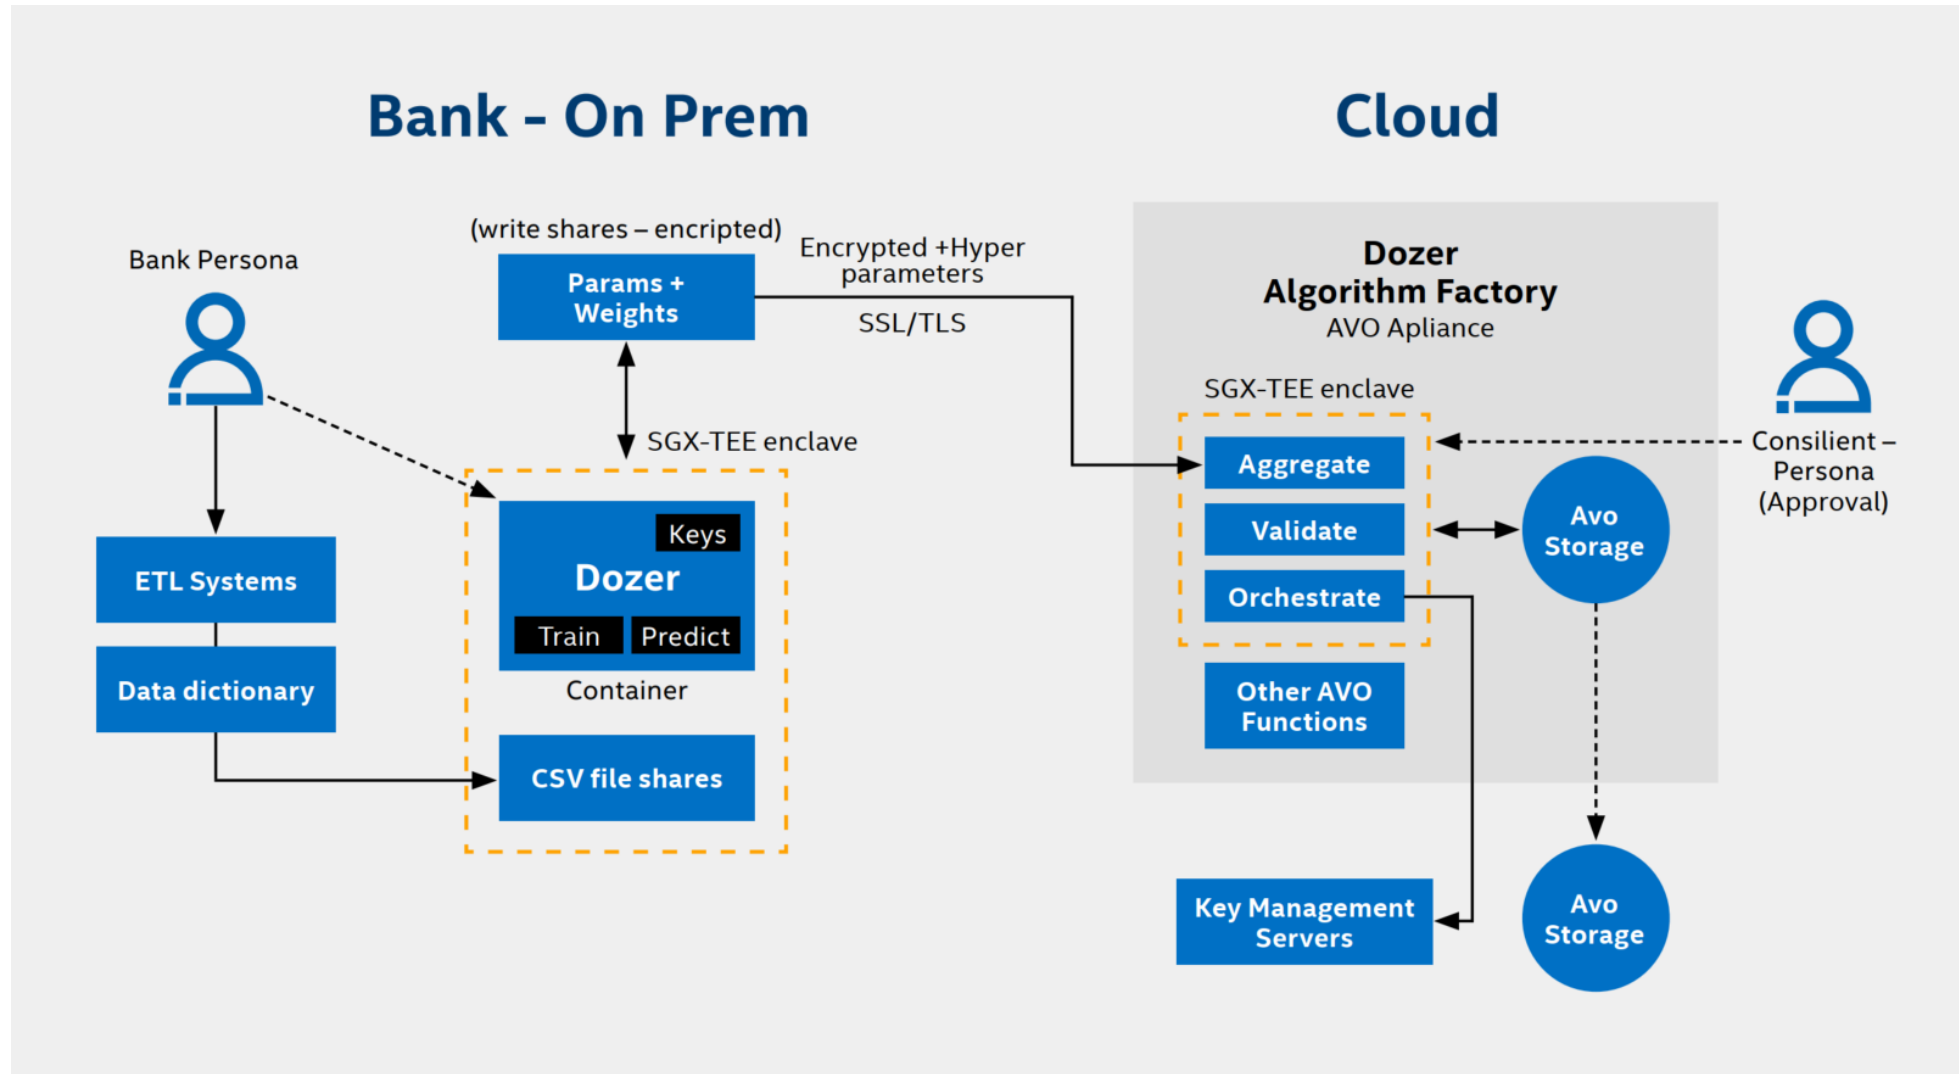 Bank - On Prem
Cloud
Bank Persona
(write shares – encripted)
Params +
Weights
Encrypted +Hyper
parameters
SSL/TLS
SGX-TEE enclave
ETL Systems
Data dictionary
Keys
Dozer
Train
Predict
Container
CSV file shares
Dozer
Algorithm Factory
AVO Apliance
SGX-TEE enclave
Aggregate
Validate
Orchestrate
Other AVO
Functions
Avo
Storage
Consilient –
Persona
(Approval)
Key Management
Servers
Avo
Storage